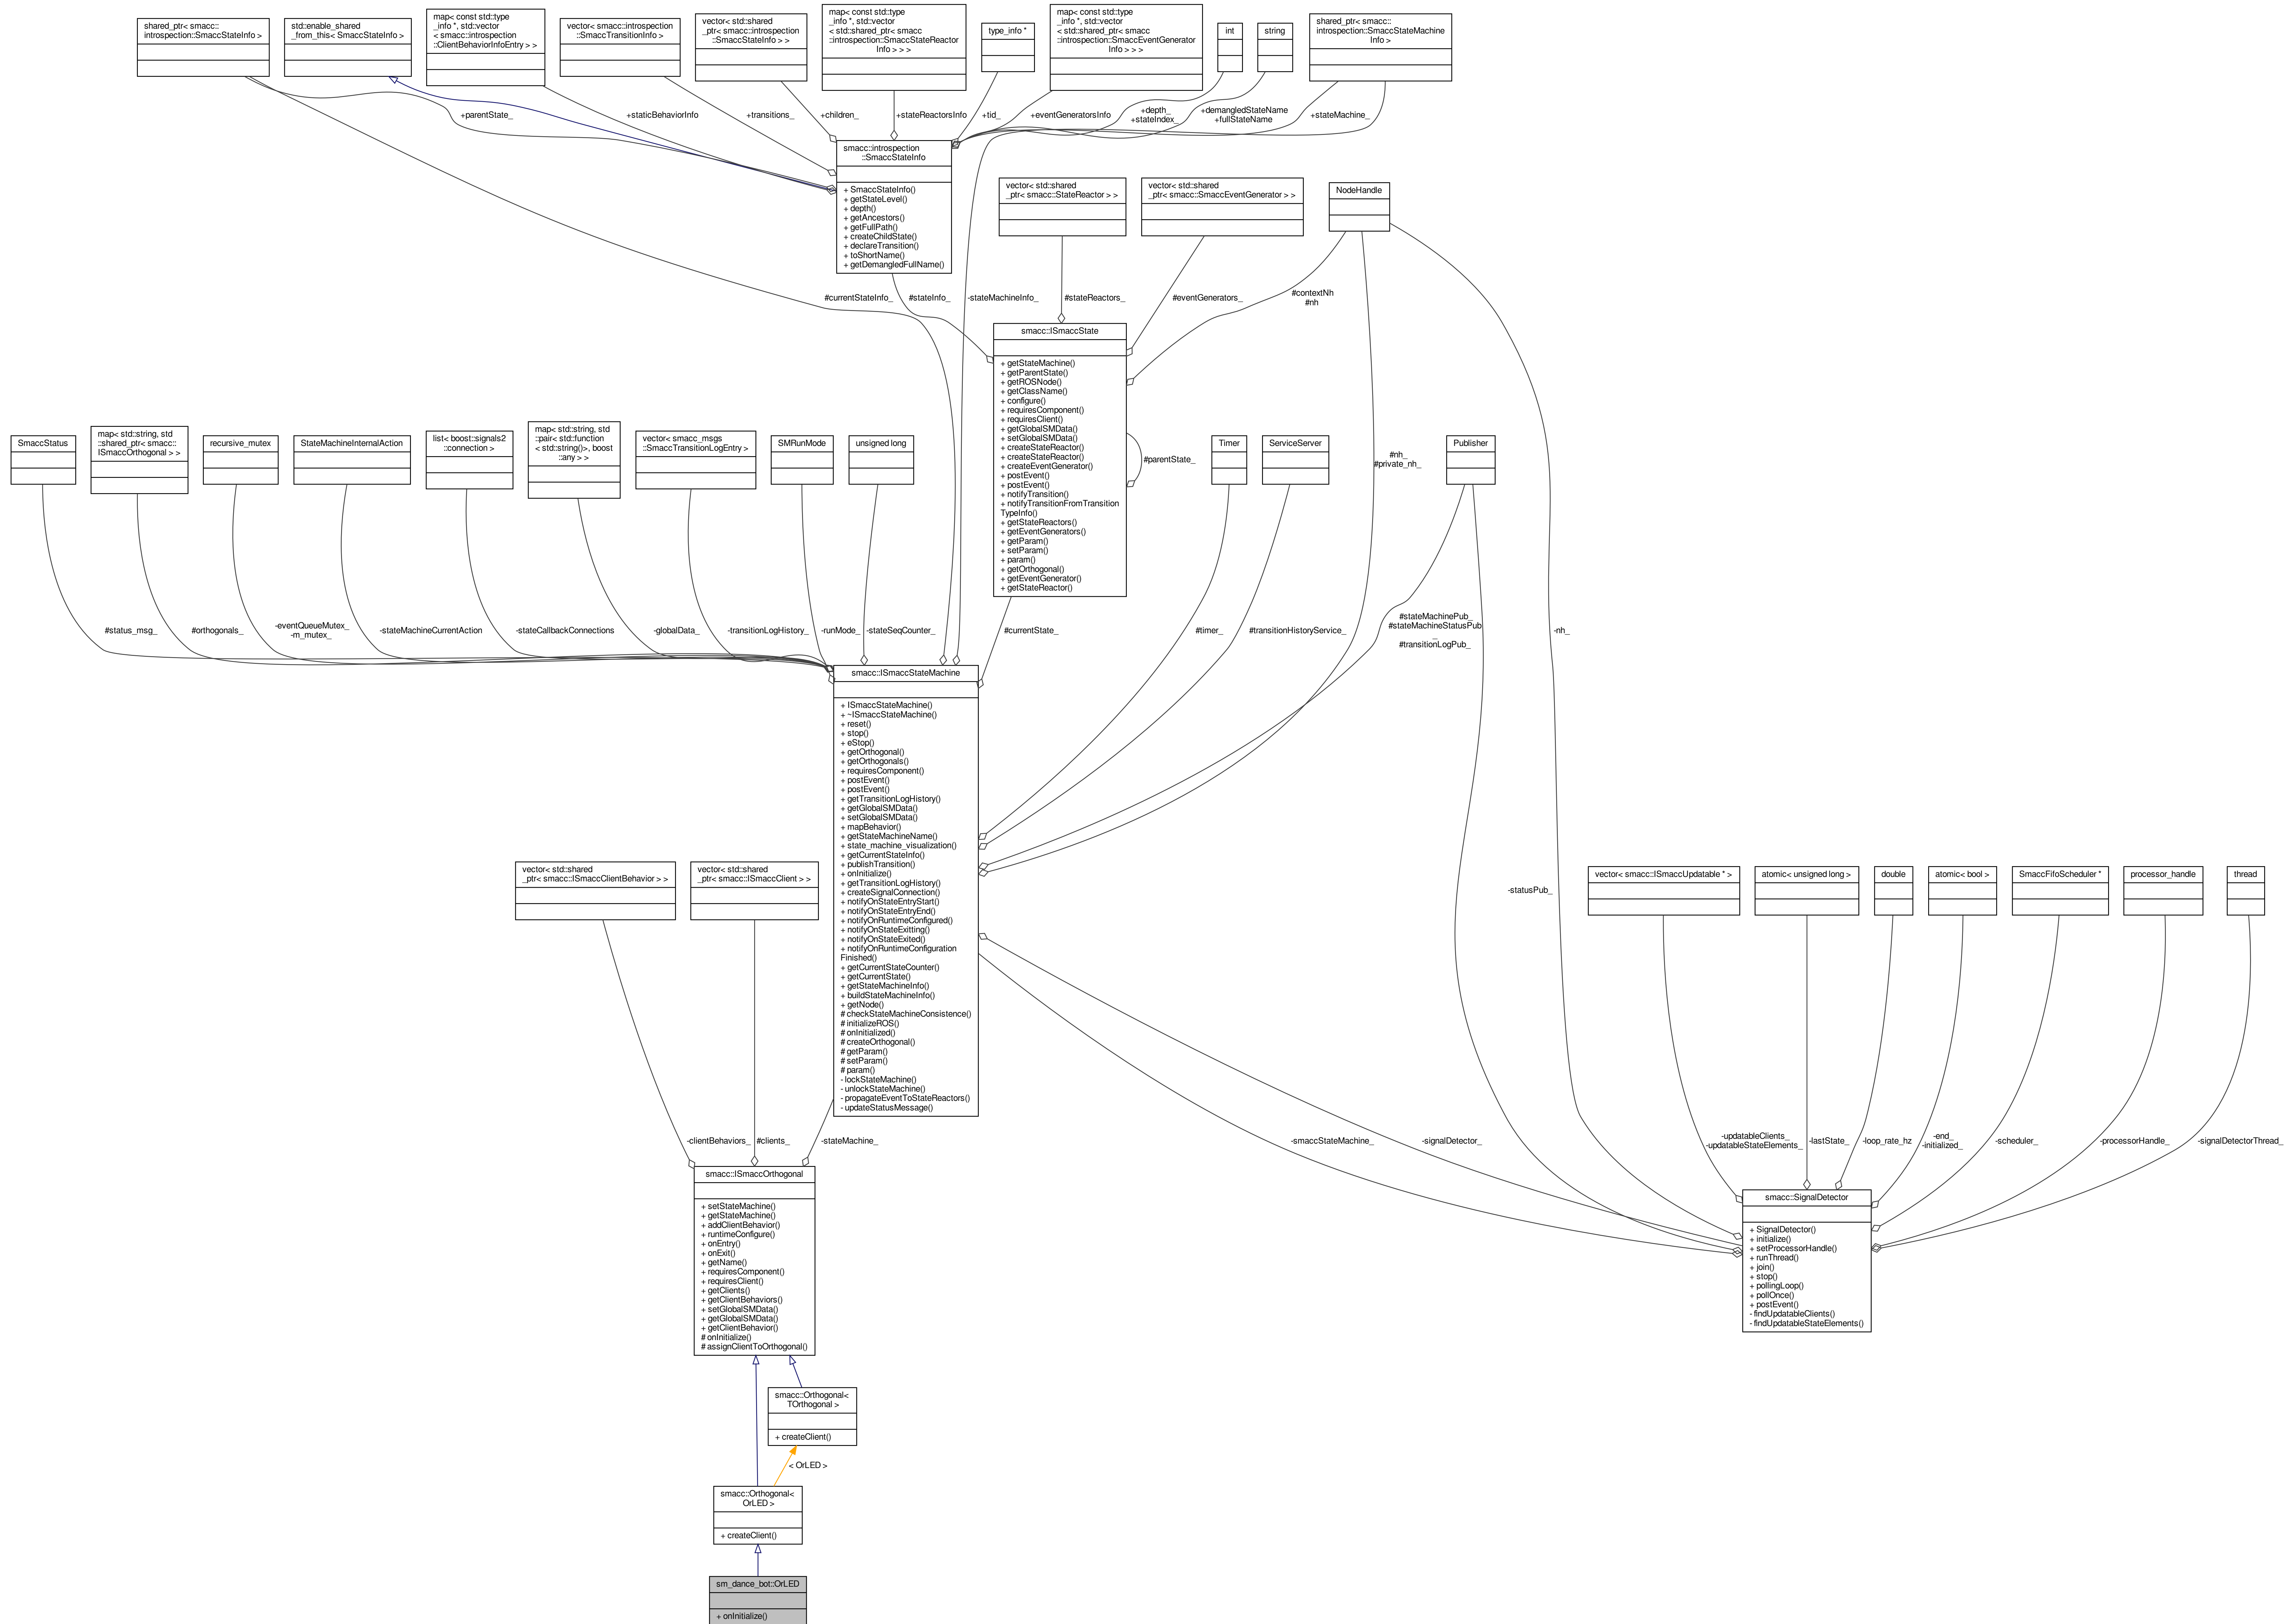 shared_ptr< smacc::
introspection::SmaccStateInfo >
std::enable_shared
_from_this< SmaccStateInfo >
map< const std::type
_info *, std::vector
< smacc::introspection
::ClientBehaviorInfoEntry > >
vector< smacc::introspection
::SmaccTransitionInfo >
vector< std::shared
_ptr< smacc::introspection
::SmaccStateInfo > >
map< const std::type
_info *, std::vector
< std::shared_ptr< smacc
::introspection::SmaccStateReactor
Info > > >
type_info *
map< const std::type
_info *, std::vector
< std::shared_ptr< smacc
::introspection::SmaccEventGenerator
Info > > >
int
string
shared_ptr< smacc::
introspection::SmaccStateMachine
Info >
+parentState_
+staticBehaviorInfo
+transitions_
+children_
+stateReactorsInfo
+tid_
+eventGeneratorsInfo
+depth_
+stateIndex_
+demangledStateName
+fullStateName
+stateMachine_
smacc::introspection
::SmaccStateInfo
+ SmaccStateInfo()
+ getStateLevel()
+ depth()
+ getAncestors()
+ getFullPath()
+ createChildState()
+ declareTransition()
+ toShortName()
+ getDemangledFullName()
vector< std::shared
_ptr< smacc::StateReactor > >
vector< std::shared
_ptr< smacc::SmaccEventGenerator > >
NodeHandle
#currentStateInfo_
#stateInfo_
-stateMachineInfo_
#stateReactors_
#eventGenerators_
#contextNh
#nh
smacc::ISmaccState
+ getStateMachine()
+ getParentState()
+ getROSNode()
+ getClassName()
+ configure()
+ requiresComponent()
+ requiresClient()
+ getGlobalSMData()
+ setGlobalSMData()
+ createStateReactor()
+ createStateReactor()
+ createEventGenerator()
+ postEvent()
+ postEvent()
+ notifyTransition()
+ notifyTransitionFromTransition
TypeInfo()
+ getStateReactors()
+ getEventGenerators()
+ getParam()
+ setParam()
+ param()
+ getOrthogonal()
+ getEventGenerator()
+ getStateReactor()
#parentState_
SmaccStatus
map< std::string, std
::shared_ptr< smacc::
ISmaccOrthogonal > >
recursive_mutex
StateMachineInternalAction
list< boost::signals2
::connection >
map< std::string, std
::pair< std::function
< std::string()>, boost
::any > >
vector< smacc_msgs
::SmaccTransitionLogEntry >
SMRunMode
unsigned long
Timer
ServiceServer
Publisher
#nh_
#private_nh_
#status_msg_
#orthogonals_
-eventQueueMutex_
-m_mutex_
-stateMachineCurrentAction
-stateCallbackConnections
-globalData_
-transitionLogHistory_
-runMode_
-stateSeqCounter_
#currentState_
#timer_
#transitionHistoryService_
#stateMachinePub_
#stateMachineStatusPub
_
#transitionLogPub_
-nh_
smacc::ISmaccStateMachine
+ ISmaccStateMachine()
+ ~ISmaccStateMachine()
+ reset()
+ stop()
+ eStop()
+ getOrthogonal()
+ getOrthogonals()
+ requiresComponent()
+ postEvent()
+ postEvent()
+ getTransitionLogHistory()
+ getGlobalSMData()
+ setGlobalSMData()
+ mapBehavior()
+ getStateMachineName()
+ state_machine_visualization()
+ getCurrentStateInfo()
+ publishTransition()
+ onInitialize()
+ getTransitionLogHistory()
+ createSignalConnection()
+ notifyOnStateEntryStart()
+ notifyOnStateEntryEnd()
+ notifyOnRuntimeConfigured()
+ notifyOnStateExitting()
+ notifyOnStateExited()
+ notifyOnRuntimeConfiguration
Finished()
+ getCurrentStateCounter()
+ getCurrentState()
+ getStateMachineInfo()
+ buildStateMachineInfo()
+ getNode()
# checkStateMachineConsistence()
# initializeROS()
# onInitialized()
# createOrthogonal()
# getParam()
# setParam()
# param()
- lockStateMachine()
- unlockStateMachine()
- propagateEventToStateReactors()
- updateStatusMessage()
vector< std::shared
_ptr< smacc::ISmaccClientBehavior > >
vector< std::shared
_ptr< smacc::ISmaccClient > >
-statusPub_
vector< smacc::ISmaccUpdatable * >
atomic< unsigned long >
double
atomic< bool >
SmaccFifoScheduler *
processor_handle
thread
-clientBehaviors_
#clients_
-stateMachine_
-smaccStateMachine_
-signalDetector_
-updatableClients_
-updatableStateElements_
-lastState_
-loop_rate_hz
-end_
-initialized_
-scheduler_
-processorHandle_
-signalDetectorThread_
smacc::ISmaccOrthogonal
+ setStateMachine()
+ getStateMachine()
+ addClientBehavior()
+ runtimeConfigure()
+ onEntry()
+ onExit()
+ getName()
+ requiresComponent()
+ requiresClient()
+ getClients()
+ getClientBehaviors()
+ setGlobalSMData()
+ getGlobalSMData()
+ getClientBehavior()
# onInitialize()
# assignClientToOrthogonal()
smacc::SignalDetector
+ SignalDetector()
+ initialize()
+ setProcessorHandle()
+ runThread()
+ join()
+ stop()
+ pollingLoop()
+ pollOnce()
+ postEvent()
- findUpdatableClients()
- findUpdatableStateElements()
smacc::Orthogonal<
TOrthogonal >
+ createClient()
< OrLED >
smacc::Orthogonal<
OrLED >
+ createClient()
sm_dance_bot::OrLED
+ onInitialize()